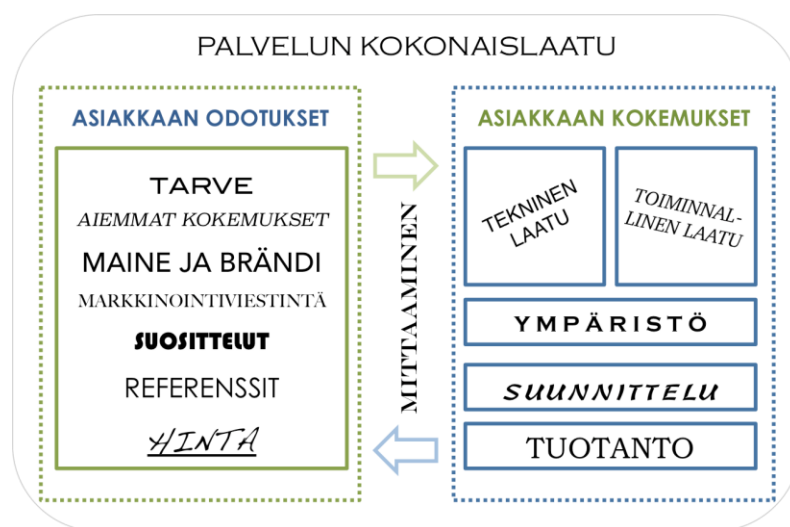 PALVELUN KOKONAISLAATU
ASIAKKAAN ODOTUKSET
TARVE
AIEMMAT KOKEMUKSET
MAINE JA BRÄNDI
MARKKINOINTIVIESTINTÄ
SUOSITTELUT
REFERENSSIT
HINTA
MITTAAMINEN
ASIAKKAAN KOKEMUKSET
TEKNINEN
LAATU
TOIMINNAL-
LINEN LAATU
YMPÄRISTÖ
SUUNNITTELU
TUOTANTO